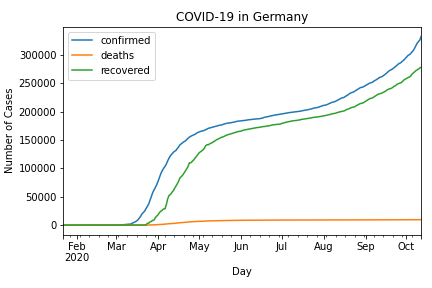 COVID-19 in Germany
confirmed
deaths
recovered
Number of Cases
300000
250000
200000
150000
100000
50000
0
Feb Mar Apr May Jun Jul Aug Sep Oct
2020
Day